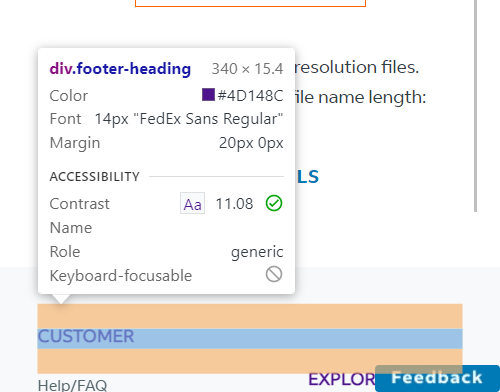 div.footer-heading 340 × 15.4
resolution files.
Color #4D148C
file name length:
Font 14px "FedEx Sans Regular"
Margin 20px 0px
ACCESSIBILITY
LS
Contrast Aa 11.08
Name
Role generic
Keyboard-focusable
CUSTOMER
EXPLOR
Feedback
Help/FAQ